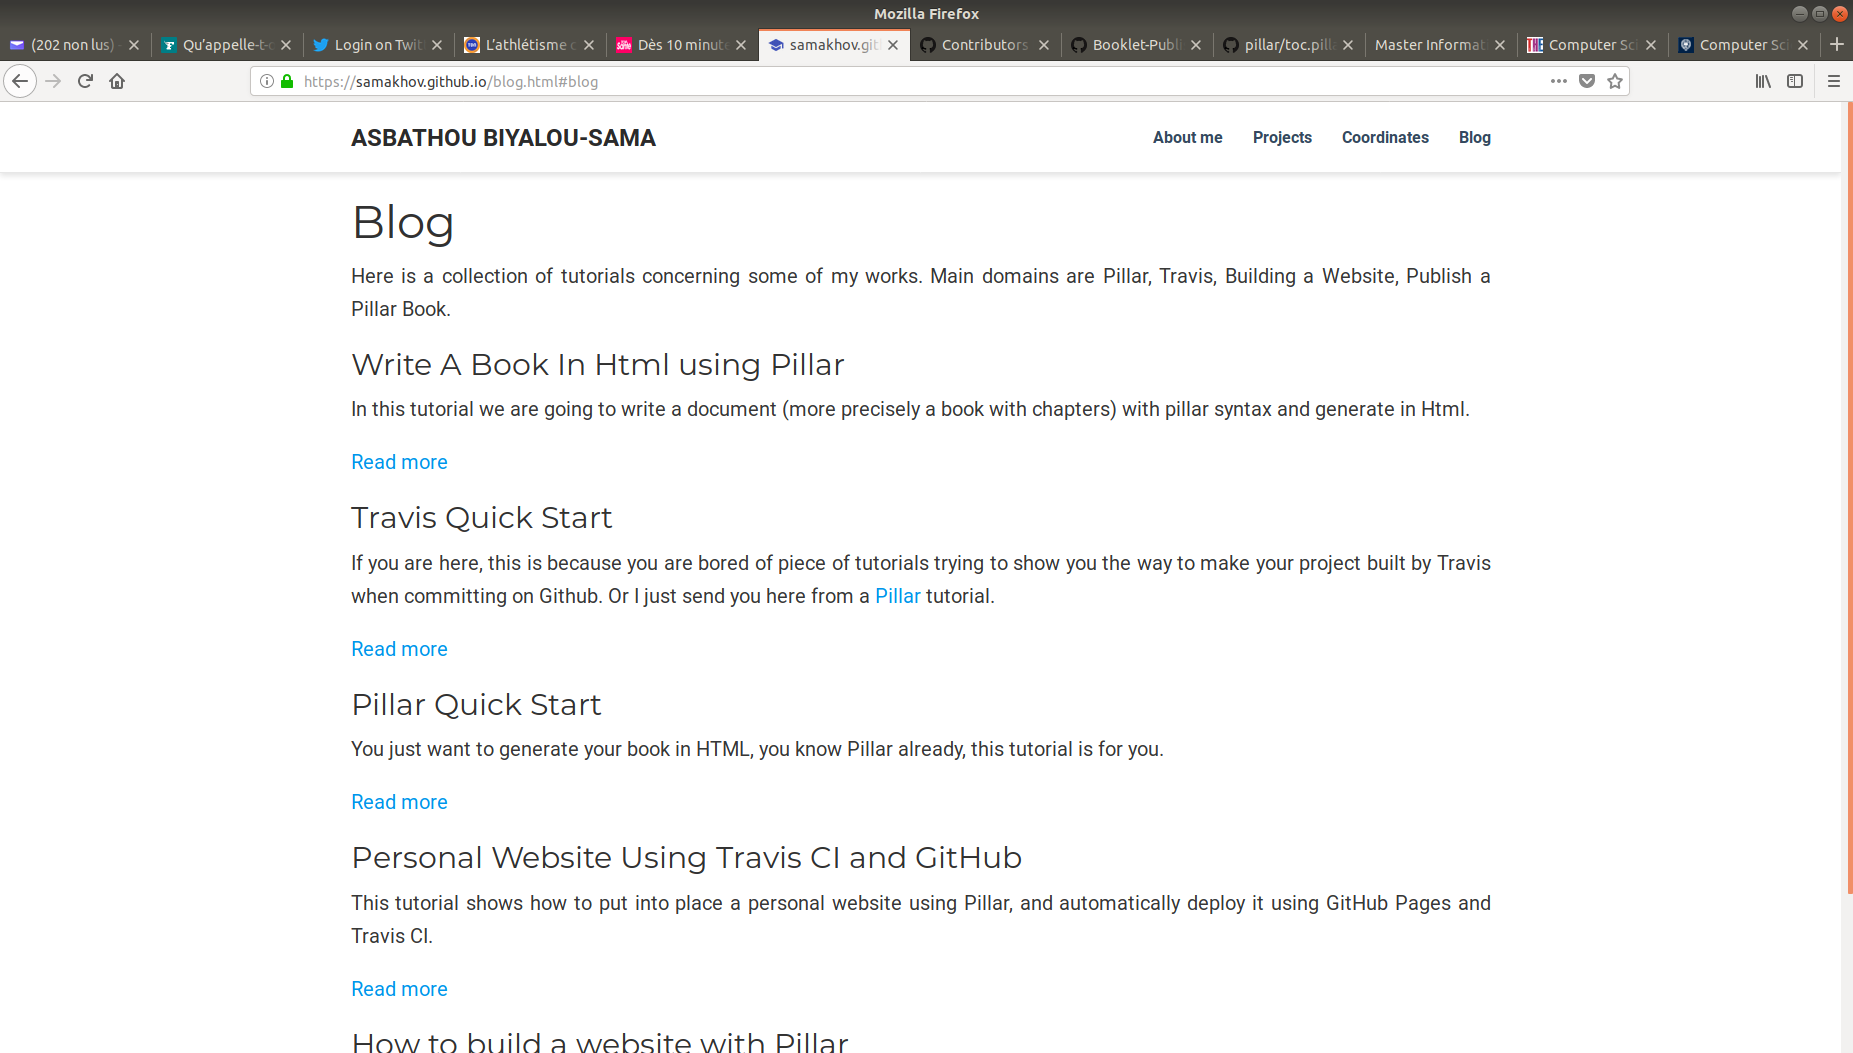 Mozilla Firefox
(202 non lus)
Qu'appelle-t-
Login on Twit
L'athlétisme
Dès 10 minut
samakhov.git
Contributors
Booklet-Publi
pillar/toc.pill
Master Informat
Computer Sci
Computer Sci
https://samakhov.github.io/blog.html#blog
ASBATHOU BIYALOU-SAMA
About me
Projects
Coordinates
Blog
Blog
Here is a collection of tutorials concerning some of my works. Main domains are Pillar, Travis, Building a Website, Publish a
Pillar Book.
Write A Book In Html using Pillar
In this tutorial we are going to write a document (more precisely a book with chapters) with pillar syntax and generate in Html.
Read more
Travis Quick Start
If you are here, this is because you are bored of piece of tutorials trying to show you the way to make your project built by Travis
when committing on Github. Or I just send you here from a Pillar tutorial.
Read more
Pillar Quick Start
You just want to generate your book in HTML, you know Pillar already, this tutorial is for you.
Read more
Personal Website Using Travis CI and GitHub
This tutorial shows how to put into place a personal website using Pillar, and automatically deploy it using GitHub Pages and
Travis CI.
Read more
How to build a website with Pillar